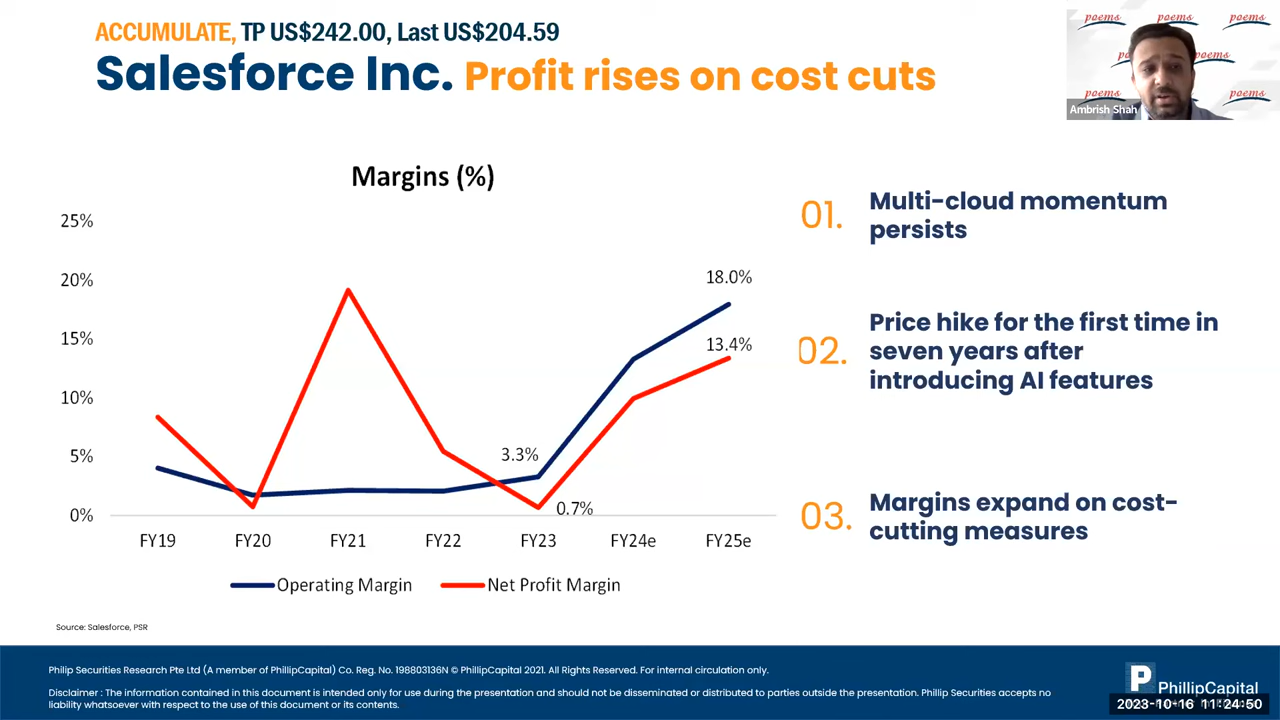 ACCUMULATE, TP US$242.00, Last US$204.59
Salesforce Inc. Profit rises on cost cuts
poems poems poems
poems poems
poems poems
Ambrish Shah
Margins (%)
25%
20%
15%
10%
5%
0%
18.0%
13.4%
3.3%
0.7%
FY19 FY20 FY21 FY22 FY23 FY24e FY25e
Operating Margin Net Profit Margin
01. Multi-cloud momentum
persists
02. Price hike for the first time in
seven years after
introducing AI features
03. Margins expand on cost-
cutting measures
Source: Salesforce, PSR
Philip Securities Research Pte Ltd (A member of PhillipCapital) Co. Reg. No. 198803136N © PhillipCapital 2021. All Rights Reserved. For internal circulation only.
Disclaimer : The information contained in this document is intended only for use during the presentation and should not be disseminated or distributed to parties outside the presentation. Phillip Securities accepts no
liability whatsoever with respect to the use of this document or its contents.
P PhillipCapital
2023-10-16 11:24:50